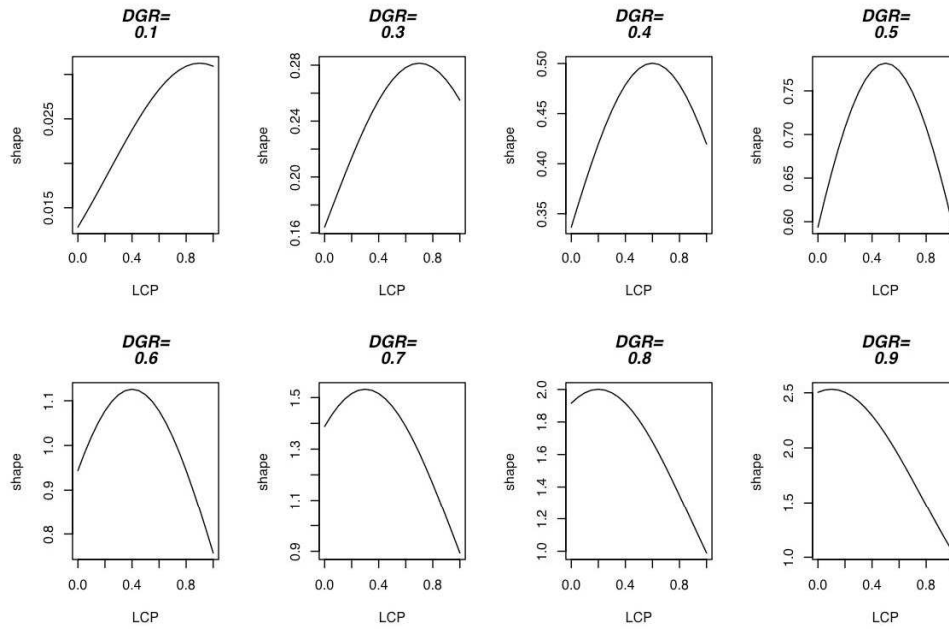 DGR=
0.1
shape
0.015
0.025
0.0
0.4
0.8
LCP
DGR=
0.3
shape
0.16
0.20
0.24
0.28
0.0
0.4
0.8
LCP
DGR=
0.4
shape
0.35
0.40
0.45
0.50
0.0
0.4
0.8
LCP
DGR=
0.5
shape
0.60
0.65
0.70
0.75
0.0
0.4
0.8
LCP
DGR=
0.6
shape
0.8
0.9
1.0
1.1
0.0
0.4
0.8
LCP
DGR=
0.7
shape
0.9
1.1
1.3
1.5
0.0
0.4
0.8
LCP
DGR=
0.8
shape
1.0
1.2
1.4
1.6
1.8
2.0
0.0
0.4
0.8
LCP
DGR=
0.9
shape
1.0
1.5
2.0
2.5
0.0
0.4
0.8
LCP